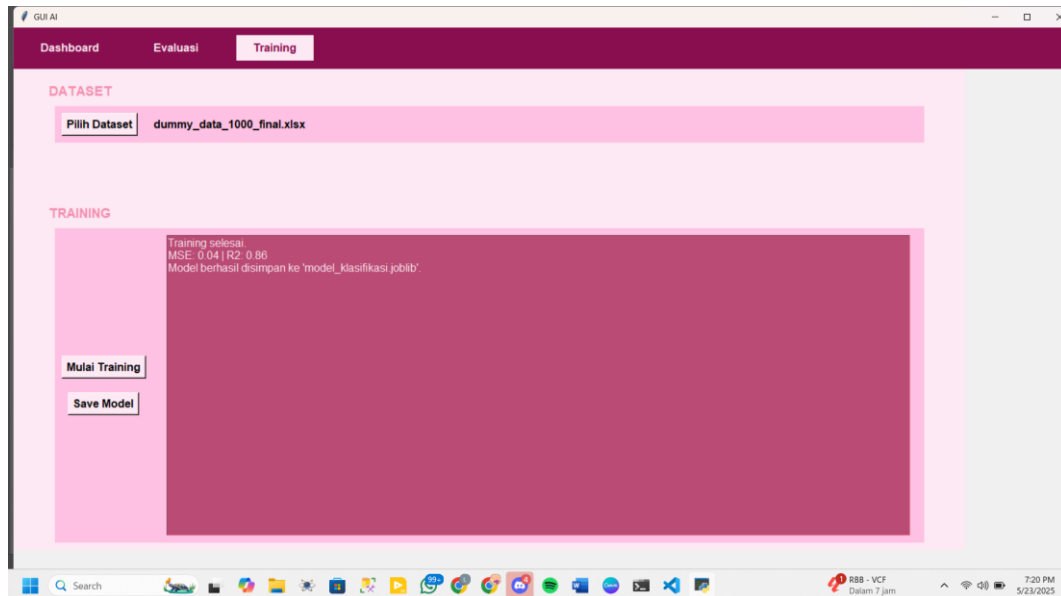 GUI AI
Dashboard Evaluasi Training
DATASET
Pilih Dataset dummy_data_1000_final.xlsx
TRAINING
Training selesai.
MSE: 0.04 | R2: 0.86
Model berhasil disimpan ke 'model_klasifikasi.joblib'.
Mulai Training
Save Model
Search
99+
RBB - VCF
Dalam 7 jam
7:20 PM
5/23/2025